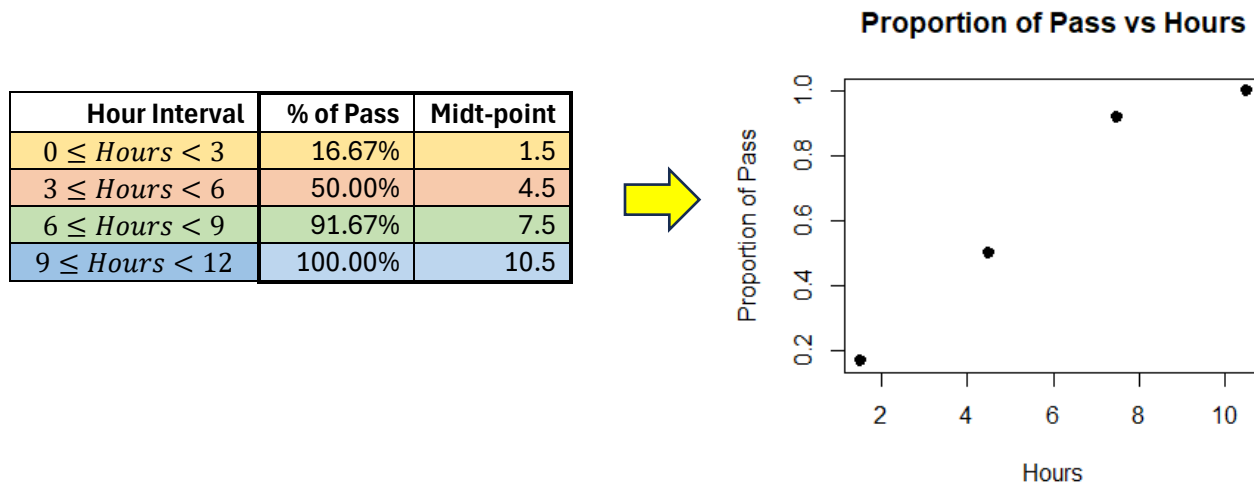 Hour Interval % of Pass Midt-point
0 ≤ Hours < 3 16.67% 1.5
3 ≤ Hours < 6 50.00% 4.5
6 ≤ Hours < 9 91.67% 7.5
9 ≤ Hours < 12 100.00% 10.5
Proportion of Pass vs Hours
Proportion of Pass
1.0
0.8
0.6
0.4
0.2
2 4 6 8 10
Hours